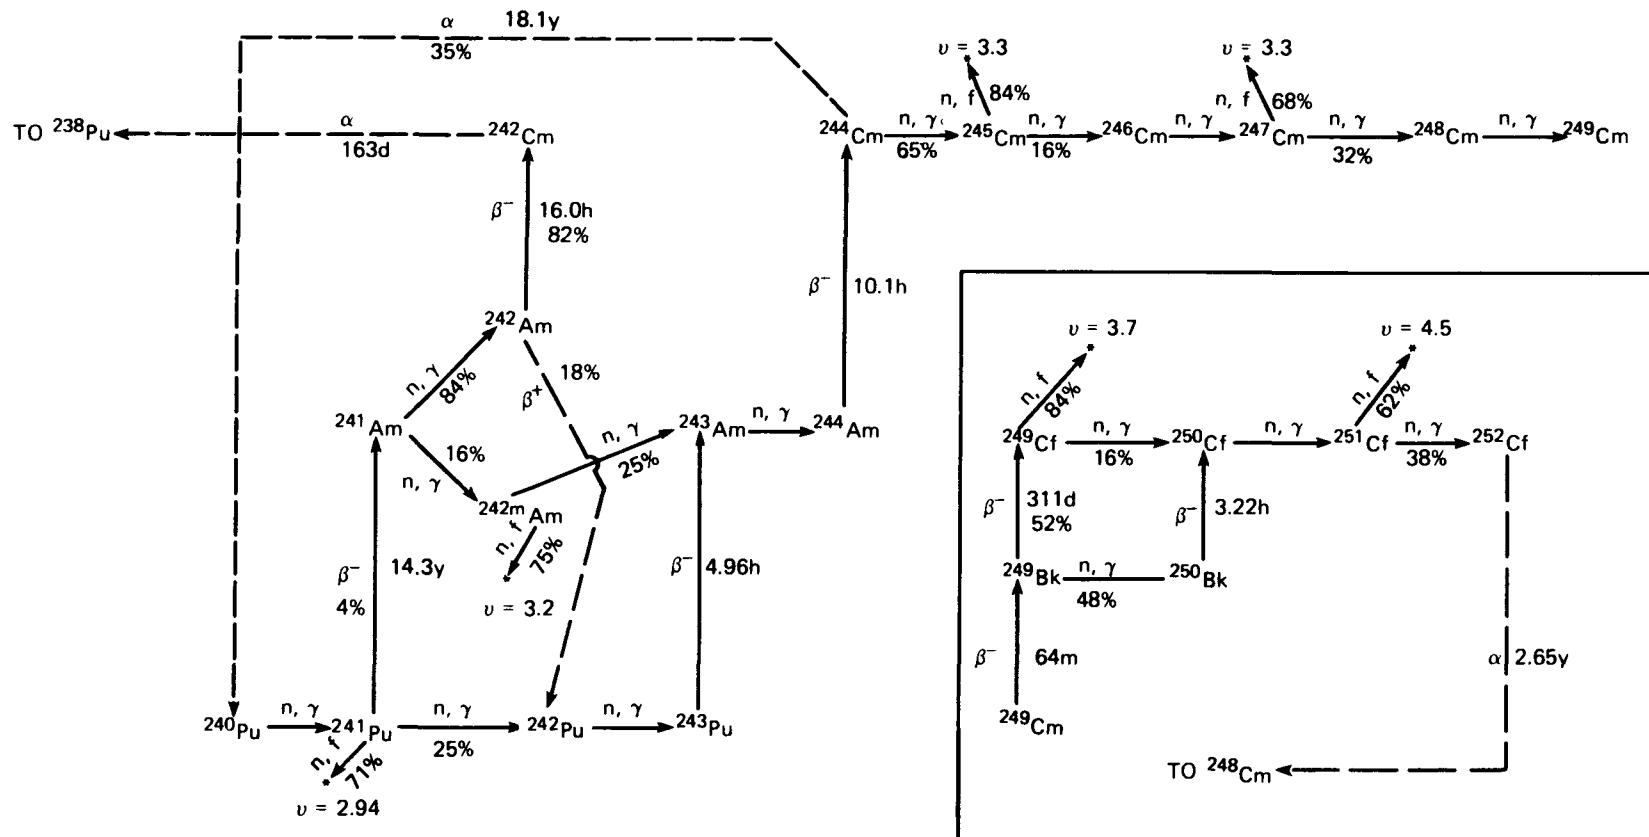 α 18.1y
35%
υ = 3.3
υ = 3.3
n, f 84%
n, f 68%
TO ²³⁸Pu
α
163d
²⁴²Cm
²⁴⁴Cm
n, γ
65%
²⁴⁵Cm
n, γ
16%
²⁴⁶Cm
n, γ
²⁴⁷Cm
n, γ
32%
²⁴⁸Cm
n, γ
²⁴⁹Cm
β⁻ 16.0h
82%
β⁻ 10.1h
²⁴²Am
n, γ
84%
18%
β⁺
²⁴¹Am
16%
n, γ
n, γ
25%
²⁴³Am
n, γ
²⁴⁴Am
²⁴²ᵐAm
n, f
75%
υ = 3.2
β⁻ 14.3y
4%
β⁻ 4.96h
²⁴⁰Pu
n, γ
²⁴¹Pu
n, γ
25%
²⁴²Pu
n, γ
²⁴³Pu
n, f
71%
υ = 2.94
υ = 3.7
υ = 4.5
n, f
84%
n, f
62%
²⁴⁹Cf
n, γ
16%
²⁵⁰Cf
n, γ
²⁵¹Cf
n, γ
38%
²⁵²Cf
β⁻ 311d
52%
β⁻ 3.22h
²⁴⁹Bk
n, γ
48%
²⁵⁰Bk
β⁻ 64m
α 2.65y
²⁴⁹Cm
TO ²⁴⁸Cm